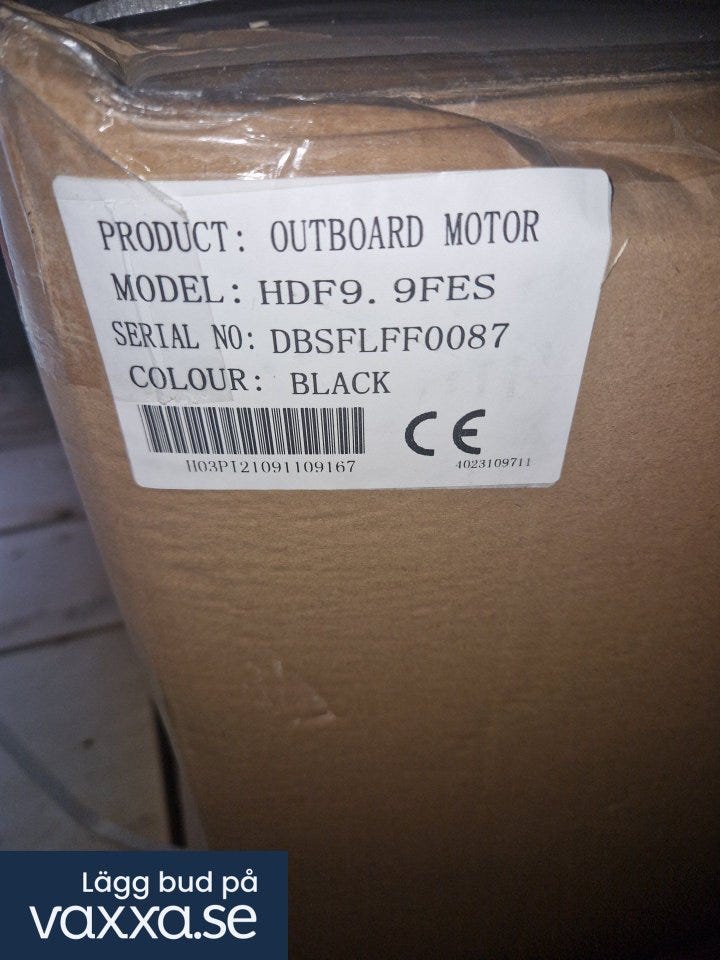 PRODUCT: OUTBOARD MOTOR
MODEL: HDF9.9FES
SERIAL NO: DBSFLFF0087
COLOUR: BLACK
CE
H03PI21091109167
4023109711
Lägg bud på
vaxxa.se